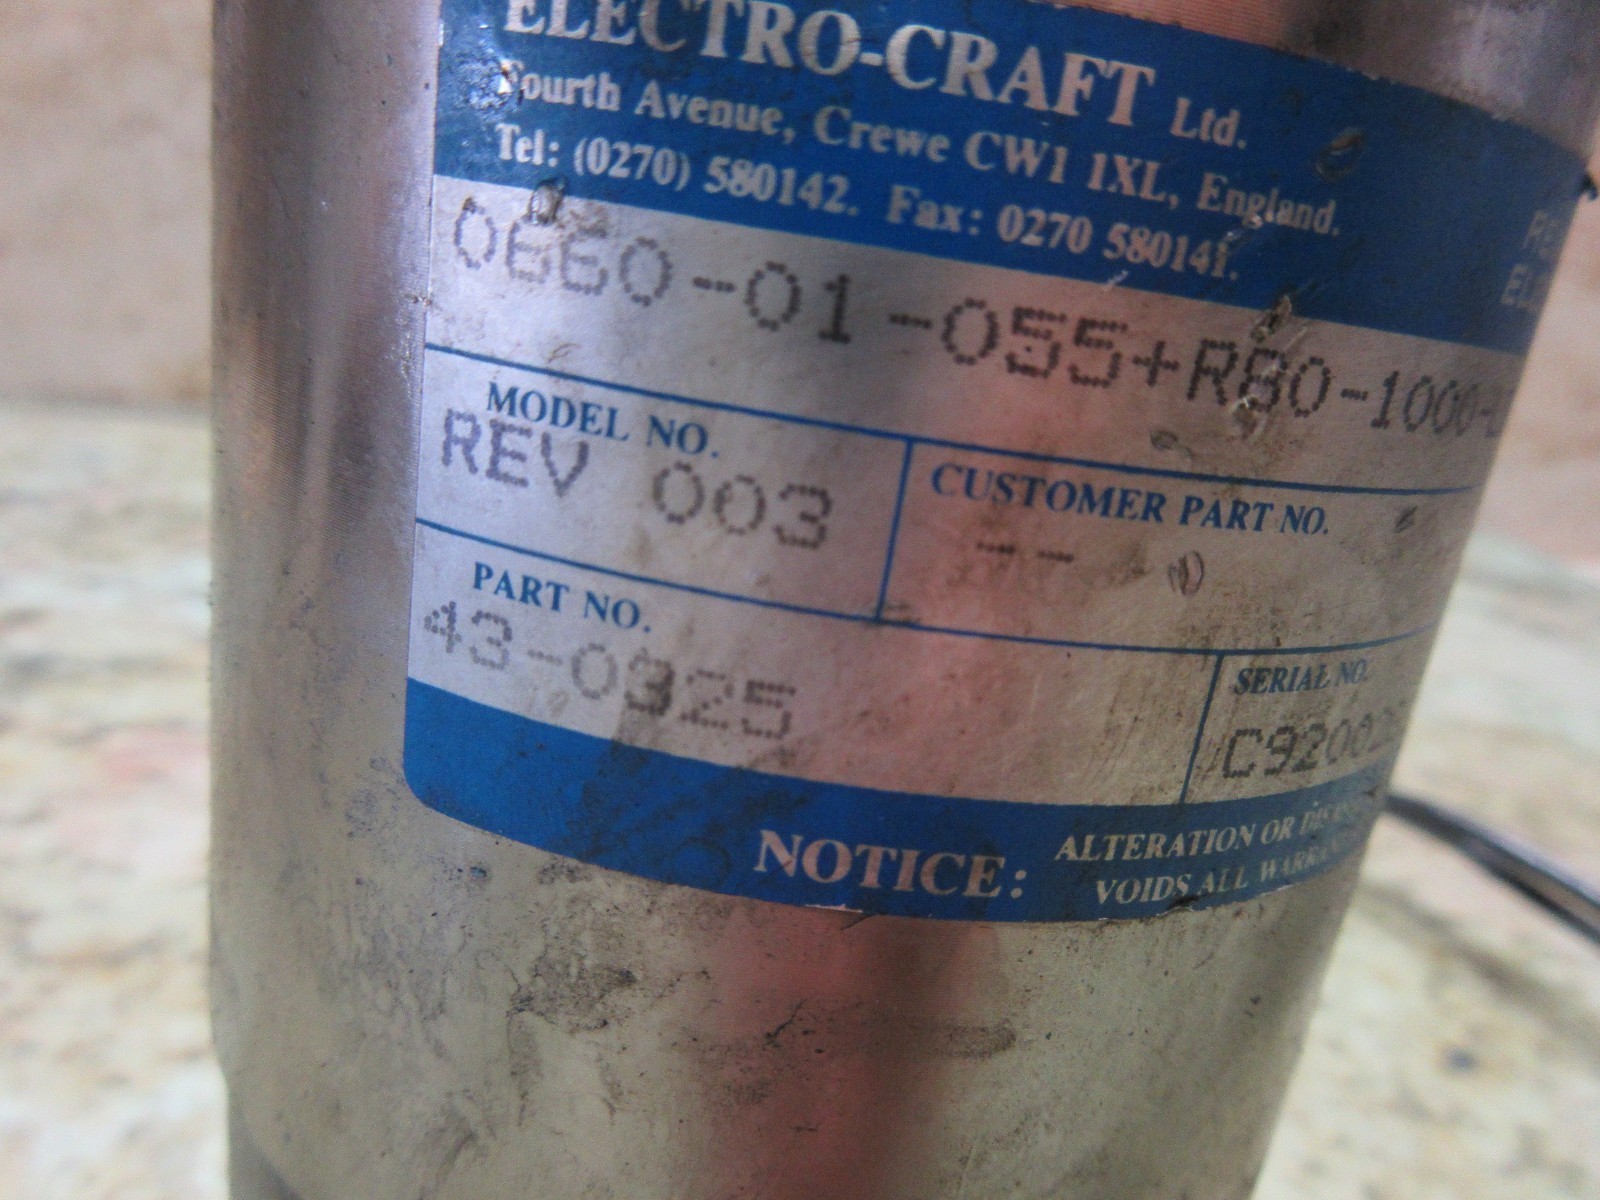 ELECTRO-CRAFT Ltd.
Fourth Avenue, Crewe CW1 1XL, England.
Tel: (0270) 580142. Fax: 0270 580141.
0660-01-055+R80-1000-
MODEL NO.
REV 003
CUSTOMER PART NO.
--
PART NO.
43-0325
SERIAL NO.
C9200
NOTICE: ALTERATION OR
VOIDS ALL